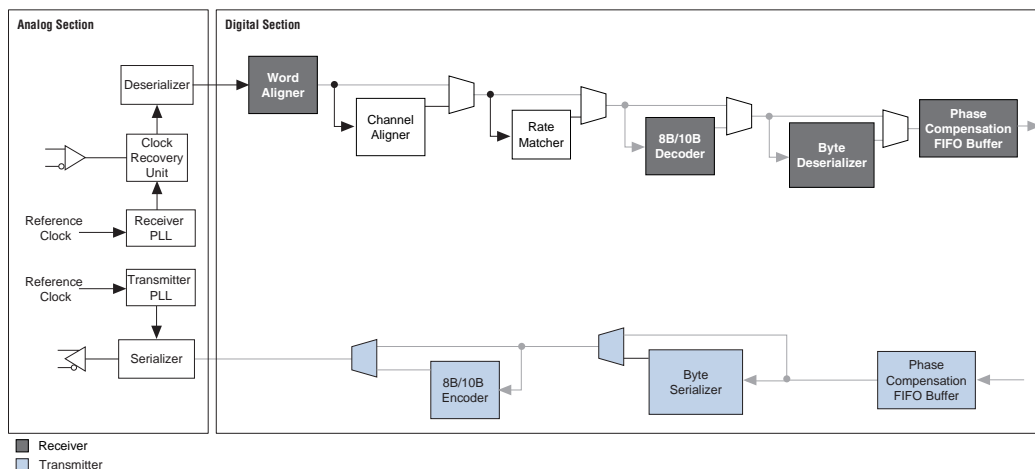 Analog Section
Digital Section
Deserializer
Word
Aligner
Channel
Aligner
Rate
Matcher
8B/10B
Decoder
Byte
Deserializer
Phase
Compensation
FIFO Buffer
Clock
Recovery
Unit
Reference
Clock
Receiver
PLL
Reference
Clock
Transmitter
PLL
Serializer
8B/10B
Encoder
Byte
Serializer
Phase
Compensation
FIFO Buffer
Receiver
Transmitter